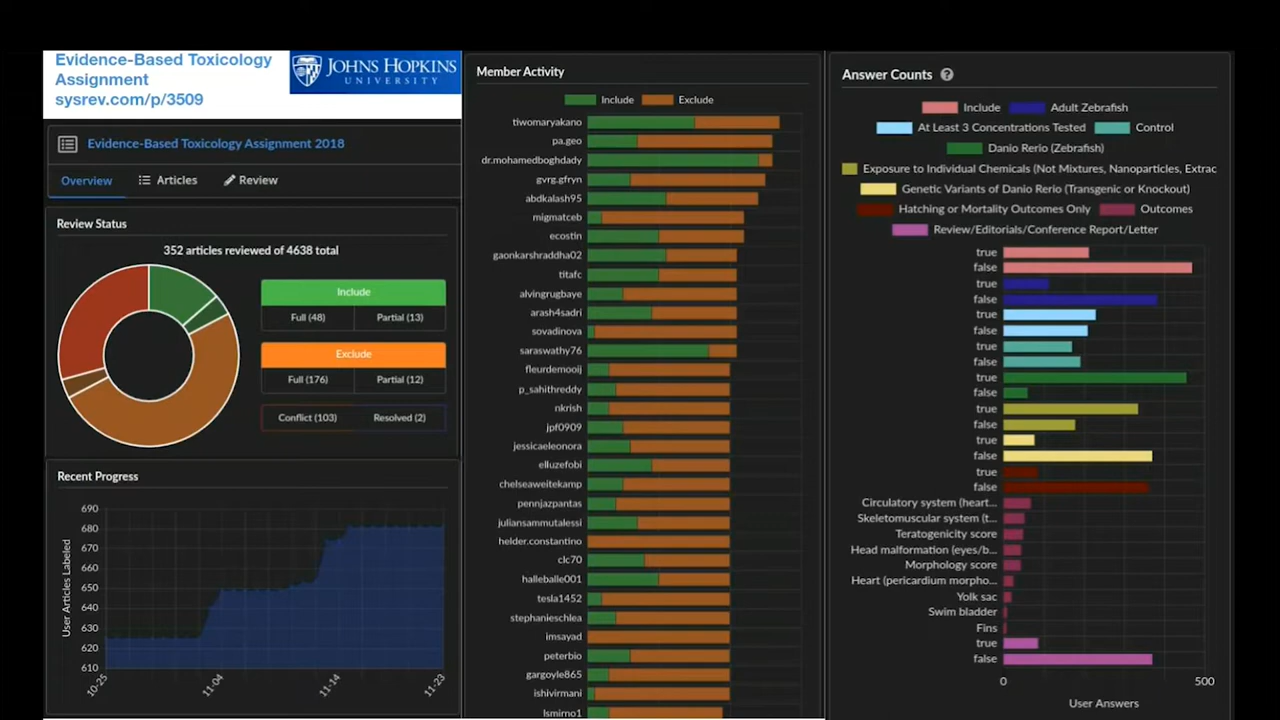 Evidence-Based Toxicology
Assignment
sysrev.com/p/3509
JOHNS HOPKINS
UNIVERSITY
Evidence-Based Toxicology Assignment 2018
Overview
Articles
Review
Review Status
352 articles reviewed of 4638 total
Include
Full (48)
Partial (13)
Exclude
Full (176)
Partial (12)
Conflict (103)
Resolved (2)
Recent Progress
User Articles Labeled
690
680
670
660
650
640
630
620
610
10-25
11-04
11-14
11-23
Member Activity
Include
Exclude
tiwomaryakano
pa.geo
dr.mohamedboghdady
gvrg.gfryn
abdkalash95
migmatceb
ecostin
gaonkarshraddha02
titafc
alvingrugbaye
arash4sadri
sovadinova
saraswathy76
fleurdemooij
p_sahithreddy
nkrish
jpf0909
jessicaeleonora
elluzefobi
chelseaweitekamp
pennjazpantas
juliansammutalessi
helder.constantino
clc70
halleballe001
tesla1452
stephanieschlea
imsayad
peterbio
gargoyle865
ishivirmani
lsmirno1
Answer Counts ?
Include
Adult Zebrafish
At Least 3 Concentrations Tested
Control
Danio Rerio (Zebrafish)
Exposure to Individual Chemicals (Not Mixtures, Nanoparticles, Extrac
Genetic Variants of Danio Rerio (Transgenic or Knockout)
Hatching or Mortality Outcomes Only
Outcomes
Review/Editorials/Conference Report/Letter
true
false
true
false
true
false
true
false
true
false
true
false
true
false
true
false
Circulatory system (heart...
Skeletomuscular system (t...
Teratogenicity score
Head malformation (eyes/b...
Morphology score
Heart (pericardium morpho...
Yolk sac
Swim bladder
Fins
true
false
0
500
User Answers